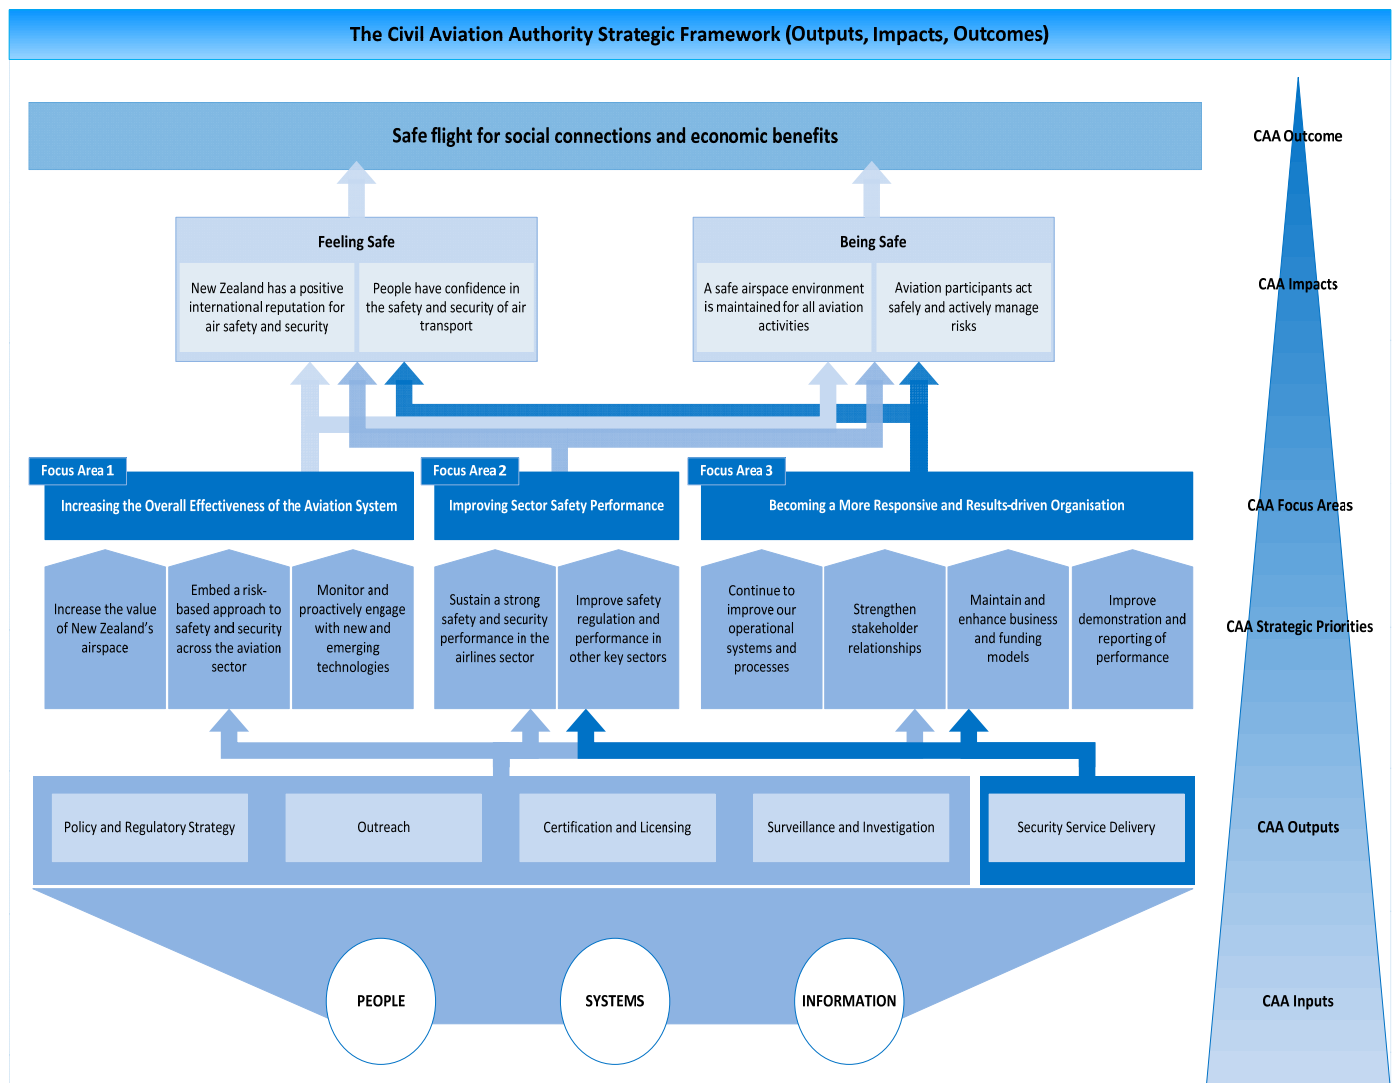 The Civil Aviation Authority Strategic Framework (Outputs, Impacts, Outcomes)
Safe flight for social connections and economic benefits
CAA Outcome
Feeling Safe
New Zealand has a positive
international reputation for
air safety and security
People have confidence in
the safety and security of air
transport
Being Safe
A safe airspace environment
is maintained for all aviation
activities
Aviation participants act
safely and actively manage
risks
CAA Impacts
Focus Area 1
Increasing the Overall Effectiveness of the Aviation System
Focus Area 2
Improving Sector Safety Performance
Focus Area 3
Becoming a More Responsive and Results-driven Organisation
CAA Focus Areas
Increase the value
of New Zealand's
airspace
Embed a risk-
based approach to
safety and security
across the aviation
sector
Monitor and
proactively engage
with new and
emerging
technologies
Sustain a strong
safety and security
performance in the
airlines sector
Improve safety
regulation and
performance in
other key sectors
Continue to
improve our
operational
systems and
processes
Strengthen
stakeholder
relationships
Maintain and
enhance business
and funding
models
Improve
demonstration and
reporting of
performance
CAA Strategic Priorities
Policy and Regulatory Strategy
Outreach
Certification and Licensing
Surveillance and Investigation
Security Service Delivery
CAA Outputs
PEOPLE
SYSTEMS
INFORMATION
CAA Inputs